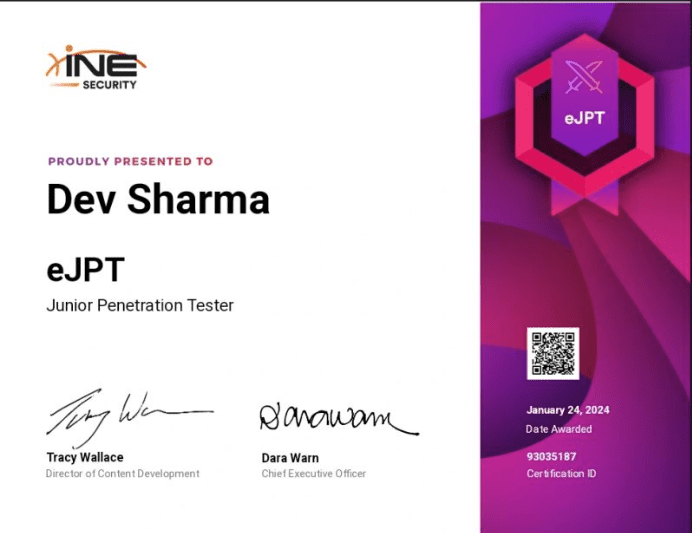 INE
SECURITY
eJPT
PROUDLY PRESENTED TO
Dev Sharma
eJPT
Junior Penetration Tester
Tracy Wallace
Director of Content Development
Dara Warn
Chief Executive Officer
January 24, 2024
Date Awarded
93035187
Certification ID